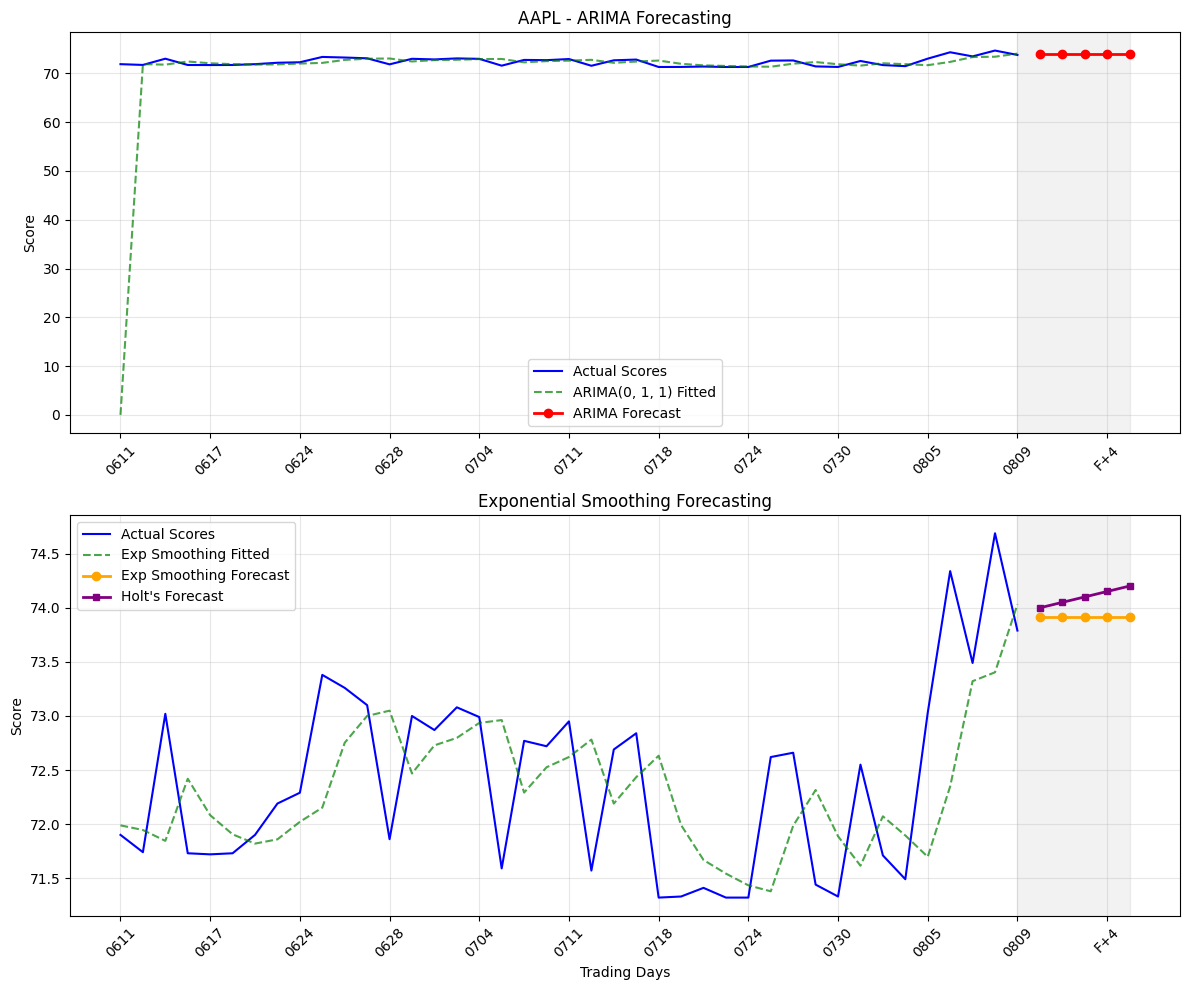 AAPL - ARIMA Forecasting
Score
70
60
50
40
30
20
10
0
Actual Scores
ARIMA(0, 1, 1) Fitted
ARIMA Forecast
0611
0617
0624
0628
0704
0711
0718
0724
0730
0805
0809
F+4
Exponential Smoothing Forecasting
Score
74.5
74.0
73.5
73.0
72.5
72.0
71.5
Actual Scores
Exp Smoothing Fitted
Exp Smoothing Forecast
Holt's Forecast
0611
0617
0624
0628
0704
0711
0718
0724
0730
0805
0809
F+4
Trading Days